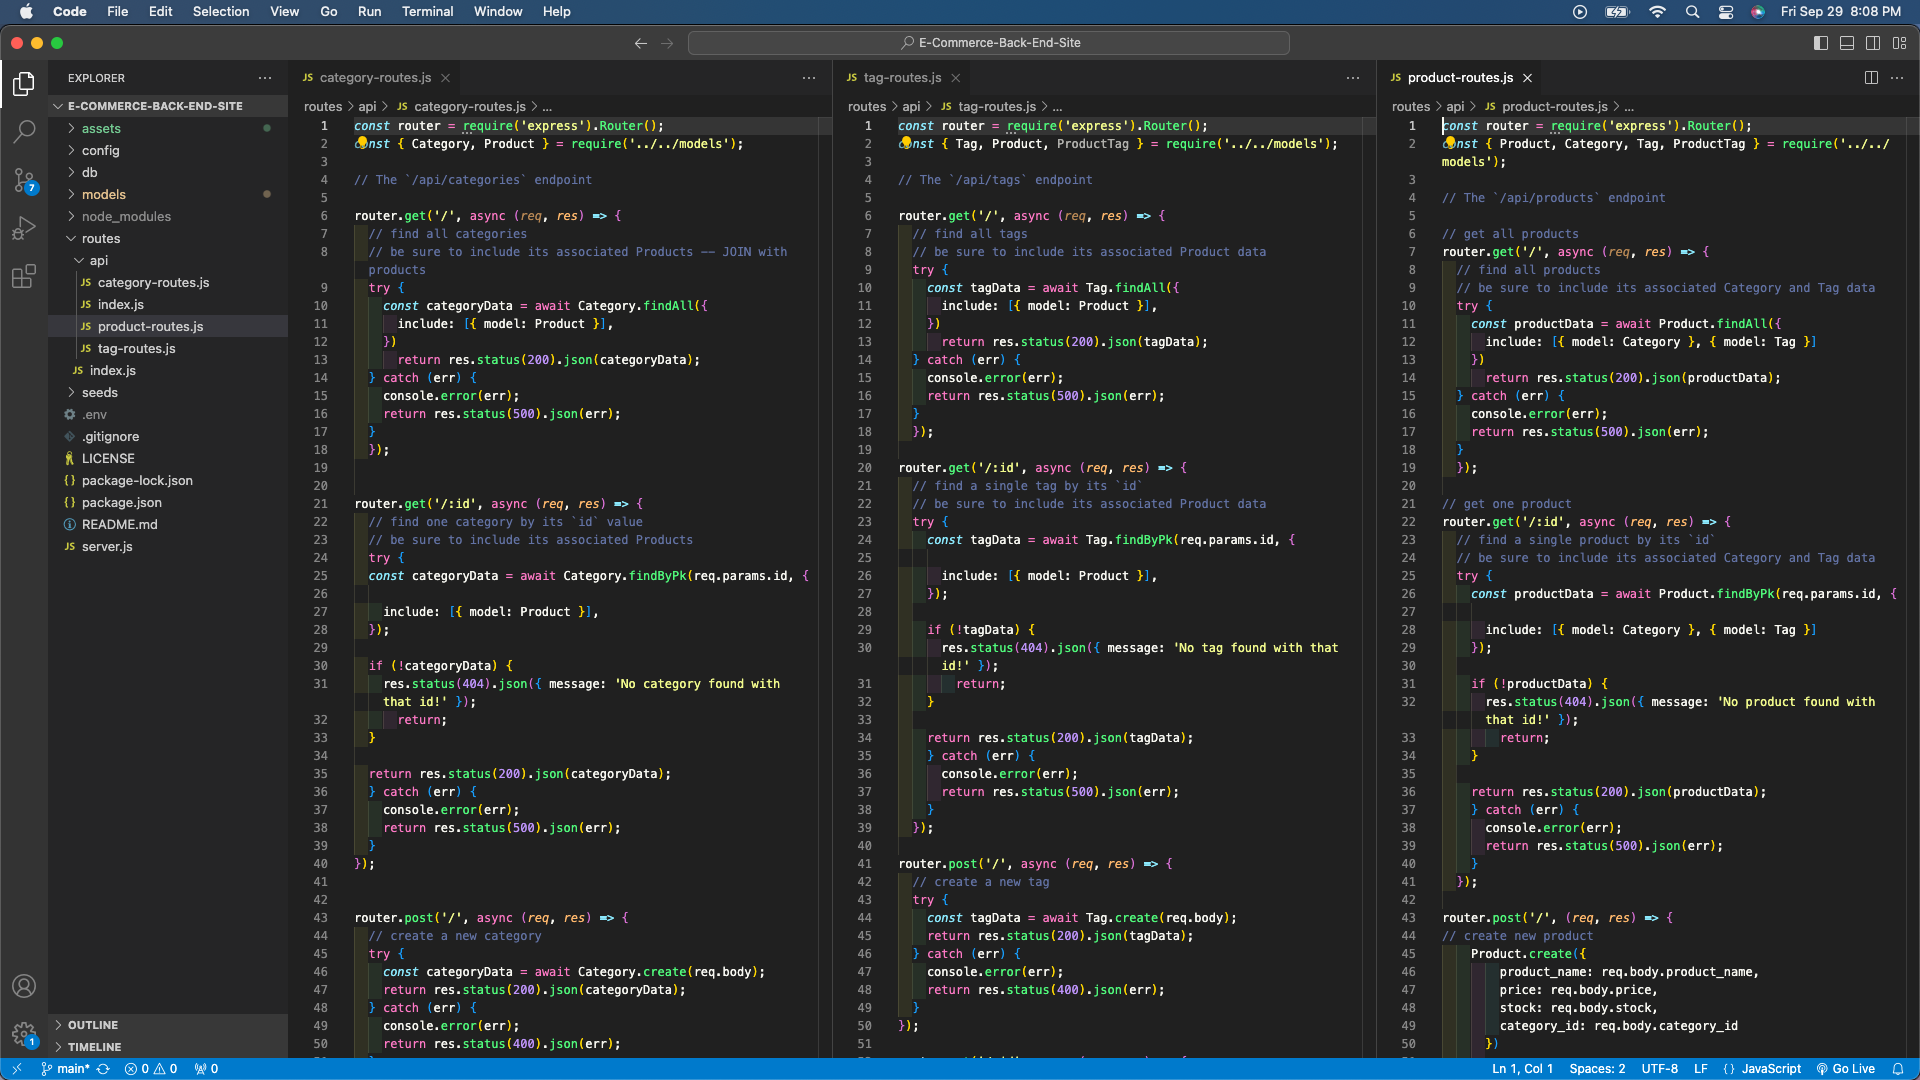 Code File Edit Selection View Go Run Terminal Window Help Fri Sep 29 8:08 PM
E-Commerce-Back-End-Site
EXPLORER
E-COMMERCE-BACK-END-SITE
assets
config
db
models
node_modules
routes
api
JS category-routes.js
JS index.js
JS product-routes.js
JS tag-routes.js
JS index.js
seeds
.env
.gitignore
LICENSE
{} package-lock.json
{} package.json
README.md
JS server.js
OUTLINE
TIMELINE
7
1
JS category-routes.js
routes > api > JS category-routes.js > ...
1 const router = require('express').Router();
2 const { Category, Product } = require('../../models');
3
4 // The `/api/categories` endpoint
5
6 router.get('/', async (req, res) => {
7 // find all categories
8 // be sure to include its associated Products -- JOIN with
products
9 try {
10 const categoryData = await Category.findAll({
11 include: [{ model: Product }],
12 })
13 return res.status(200).json(categoryData);
14 } catch (err) {
15 console.error(err);
16 return res.status(500).json(err);
17 }
18 });
19
20
21 router.get('/:id', async (req, res) => {
22 // find one category by its `id` value
23 // be sure to include its associated Products
24 try {
25 const categoryData = await Category.findByPk(req.params.id, {
26
27 include: [{ model: Product }],
28 });
29
30 if (!categoryData) {
31 res.status(404).json({ message: 'No category found with
that id!' });
32 return;
33 }
34
35 return res.status(200).json(categoryData);
36 } catch (err) {
37 console.error(err);
38 return res.status(500).json(err);
39 }
40 });
41
42
43 router.post('/', async (req, res) => {
44 // create a new category
45 try {
46 const categoryData = await Category.create(req.body);
47 return res.status(200).json(categoryData);
48 } catch (err) {
49 console.error(err);
50 return res.status(400).json(err);
JS tag-routes.js
routes > api > JS tag-routes.js > ...
1 const router = require('express').Router();
2 const { Tag, Product, ProductTag } = require('../../models');
3
4 // The `/api/tags` endpoint
5
6 router.get('/', async (req, res) => {
7 // find all tags
8 // be sure to include its associated Product data
9 try {
10 const tagData = await Tag.findAll({
11 include: [{ model: Product }],
12 })
13 return res.status(200).json(tagData);
14 } catch (err) {
15 console.error(err);
16 return res.status(500).json(err);
17 }
18 });
19
20 router.get('/:id', async (req, res) => {
21 // find a single tag by its `id`
22 // be sure to include its associated Product data
23 try {
24 const tagData = await Tag.findByPk(req.params.id, {
25
26 include: [{ model: Product }],
27 });
28
29 if (!tagData) {
30 res.status(404).json({ message: 'No tag found with that
id!' });
31 return;
32 }
33
34 return res.status(200).json(tagData);
35 } catch (err) {
36 console.error(err);
37 return res.status(500).json(err);
38 }
39 });
40
41 router.post('/', async (req, res) => {
42 // create a new tag
43 try {
44 const tagData = await Tag.create(req.body);
45 return res.status(200).json(tagData);
46 } catch (err) {
47 console.error(err);
48 return res.status(400).json(err);
49 }
50 });
51
JS product-routes.js
routes > api > JS product-routes.js > ...
1 const router = require('express').Router();
2 const { Product, Category, Tag, ProductTag } = require('../../
models');
3
4 // The `/api/products` endpoint
5
6 // get all products
7 router.get('/', async (req, res) => {
8 // find all products
9 // be sure to include its associated Category and Tag data
10 try {
11 const productData = await Product.findAll({
12 include: [{ model: Category }, { model: Tag }]
13 })
14 return res.status(200).json(productData);
15 } catch (err) {
16 console.error(err);
17 return res.status(500).json(err);
18 }
19 });
20
21 // get one product
22 router.get('/:id', async (req, res) => {
23 // find a single product by its `id`
24 // be sure to include its associated Category and Tag data
25 try {
26 const productData = await Product.findByPk(req.params.id, {
27
28 include: [{ model: Category }, { model: Tag }]
29 });
30
31 if (!productData) {
32 res.status(404).json({ message: 'No product found with
that id!' });
33 return;
34 }
35
36 return res.status(200).json(productData);
37 } catch (err) {
38 console.error(err);
39 return res.status(500).json(err);
40 }
41 });
42
43 router.post('/', (req, res) => {
44 // create new product
45 Product.create({
46 product_name: req.body.product_name,
47 price: req.body.price,
48 stock: req.body.stock,
49 category_id: req.body.category_id
50 })
main* 0 0 0 Ln 1, Col 1 Spaces: 2 UTF-8 LF {} JavaScript Go Live